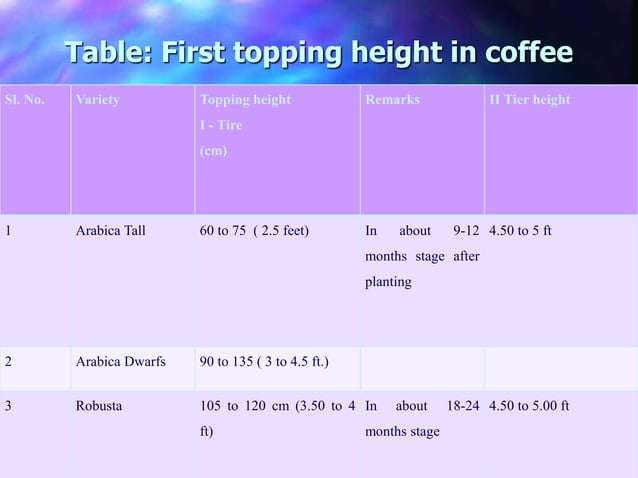 Table: First topping height in coffee
Sl. No. Variety Topping height Remarks II Tier height
I - Tire
(cm)
1 Arabica Tall 60 to 75 ( 2.5 feet) In about 9-12 4.50 to 5 ft
months stage after
planting
2 Arabica Dwarfs 90 to 135 ( 3 to 4.5 ft.)
3 Robusta 105 to 120 cm (3.50 to 4 In about 18-24 4.50 to 5.00 ft
ft) months stage